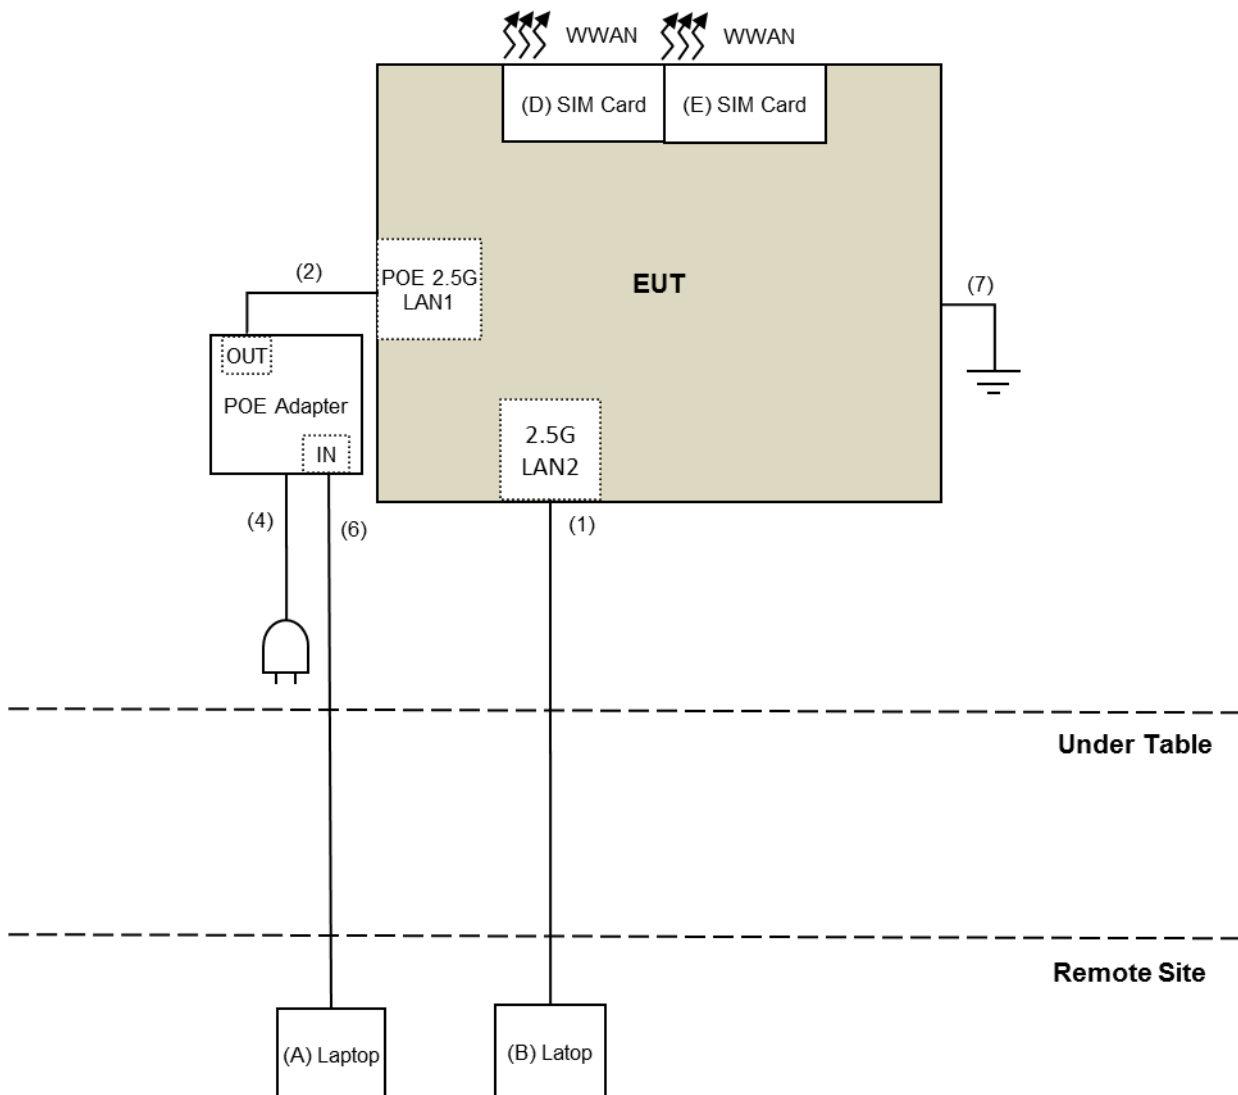 WWAN
WWAN
(D) SIM Card
(E) SIM Card
(2)
POE 2.5G
LAN1
EUT
(7)
OUT
POE Adapter
IN
2.5G
LAN2
(4)
(6)
(1)
Under Table
Remote Site
(A) Laptop
(B) Latop